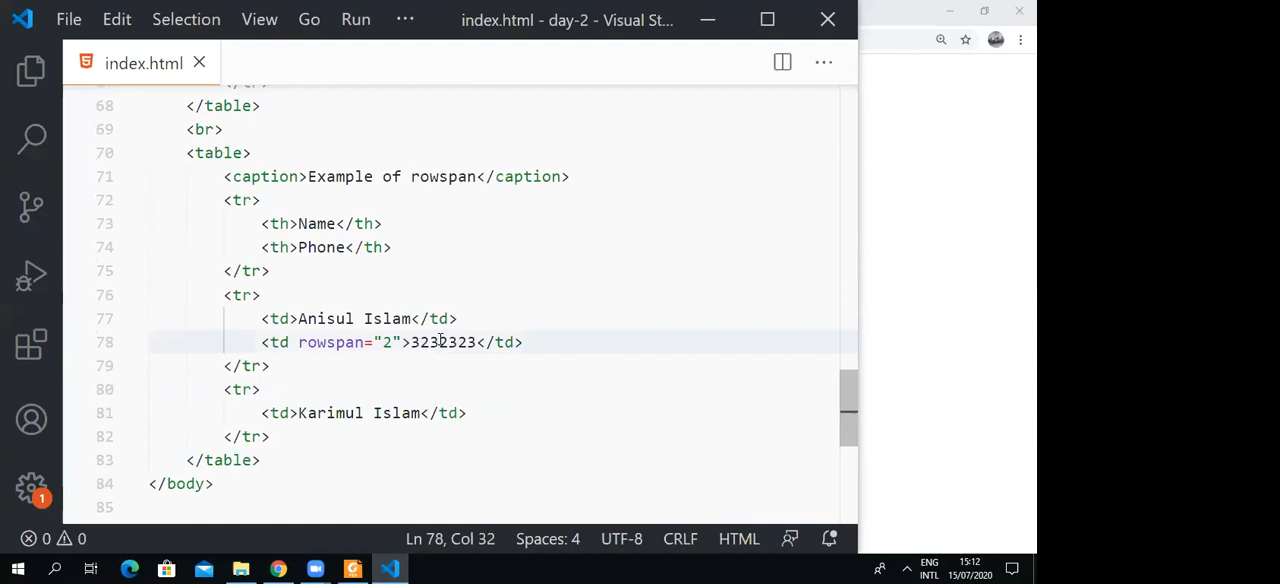 File Edit Selection View Go Run ··· index.html - day-2 - Visual St...
index.html
68 </table>
69 <br>
70 <table>
71 <caption>Example of rowspan</caption>
72 <tr>
73 <th>Name</th>
74 <th>Phone</th>
75 </tr>
76 <tr>
77 <td>Anisul Islam</td>
78 <td rowspan="2">3232323</td>
79 </tr>
80 <tr>
81 <td>Karimul Islam</td>
82 </tr>
83 </table>
84 </body>
85
1
0 0 Ln 78, Col 32 Spaces: 4 UTF-8 CRLF HTML
ENG 15:12
INTL 15/07/2020